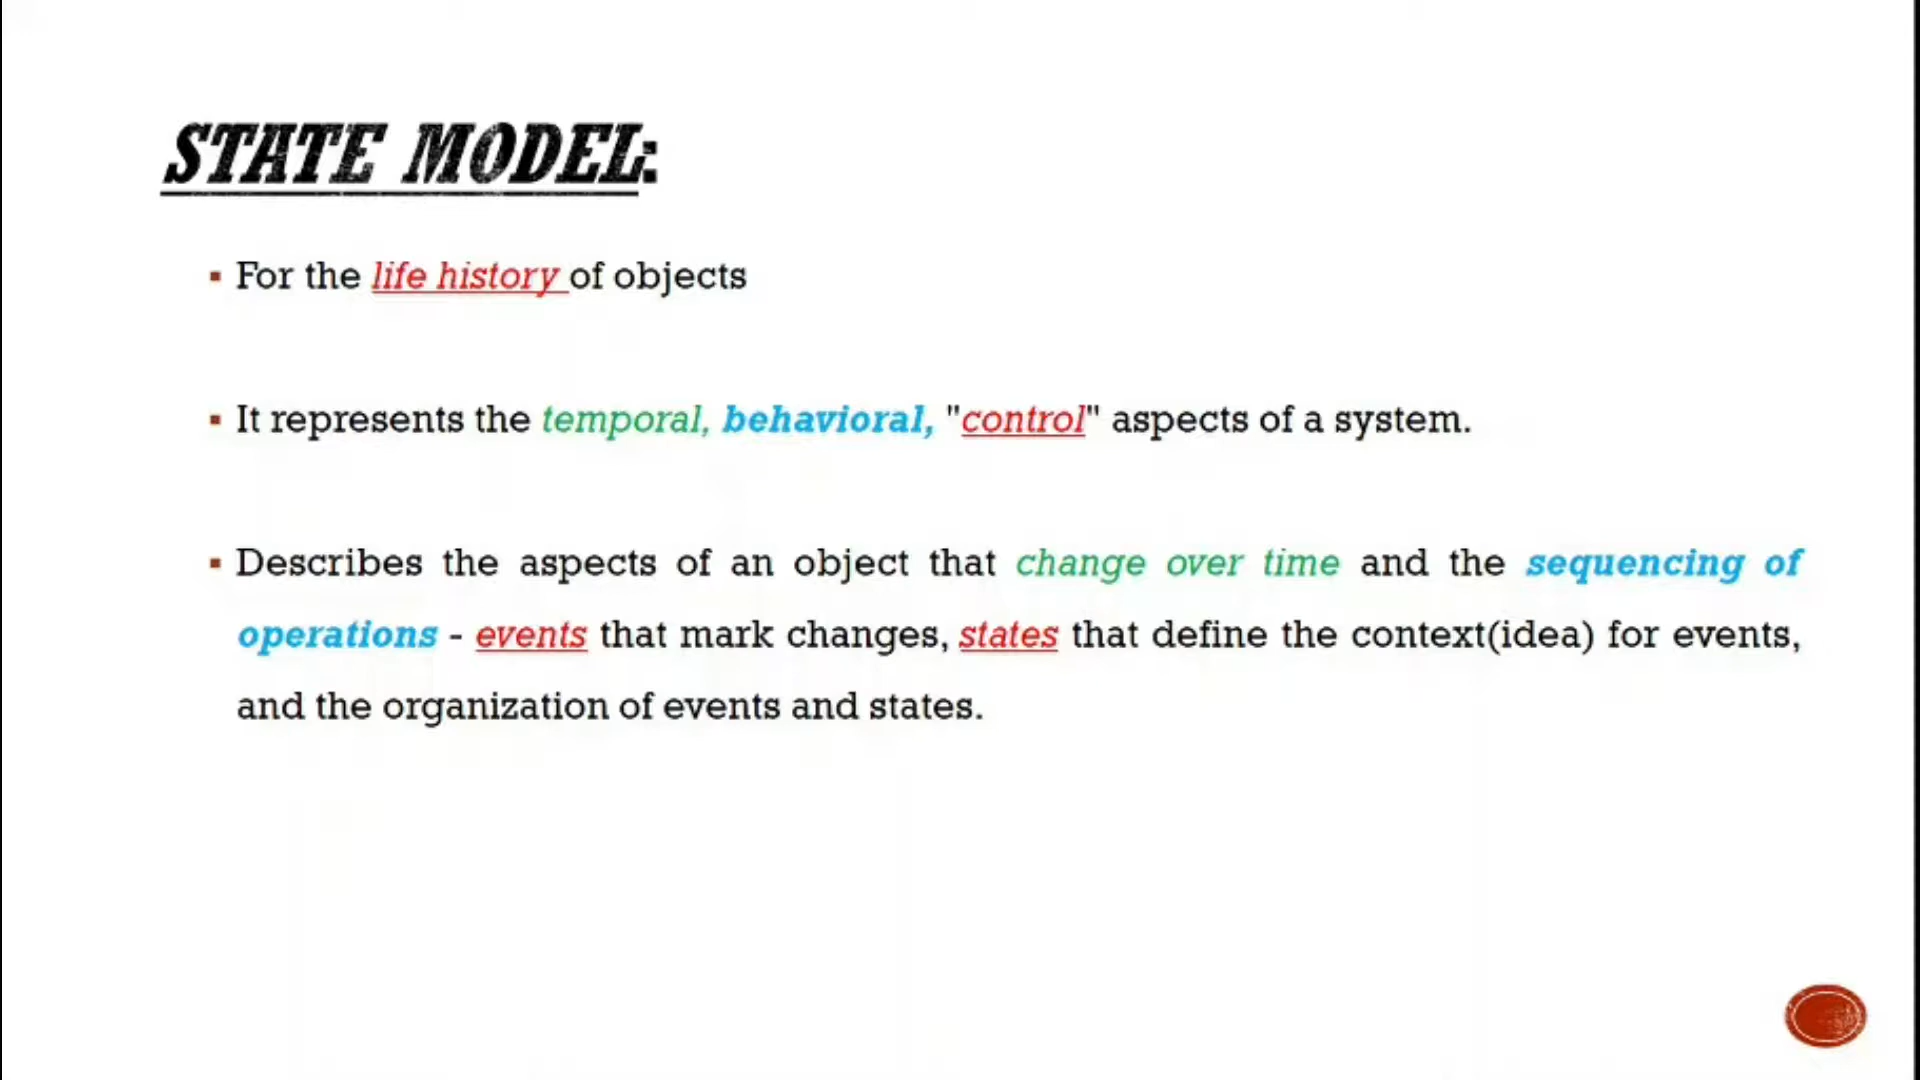 STATE MODEL:
For the life history of objects
It represents the temporal, behavioral, "control" aspects of a system.
Describes the aspects of an object that change over time and the sequencing of
operations - events that mark changes, states that define the context(idea) for events,
and the organization of events and states.